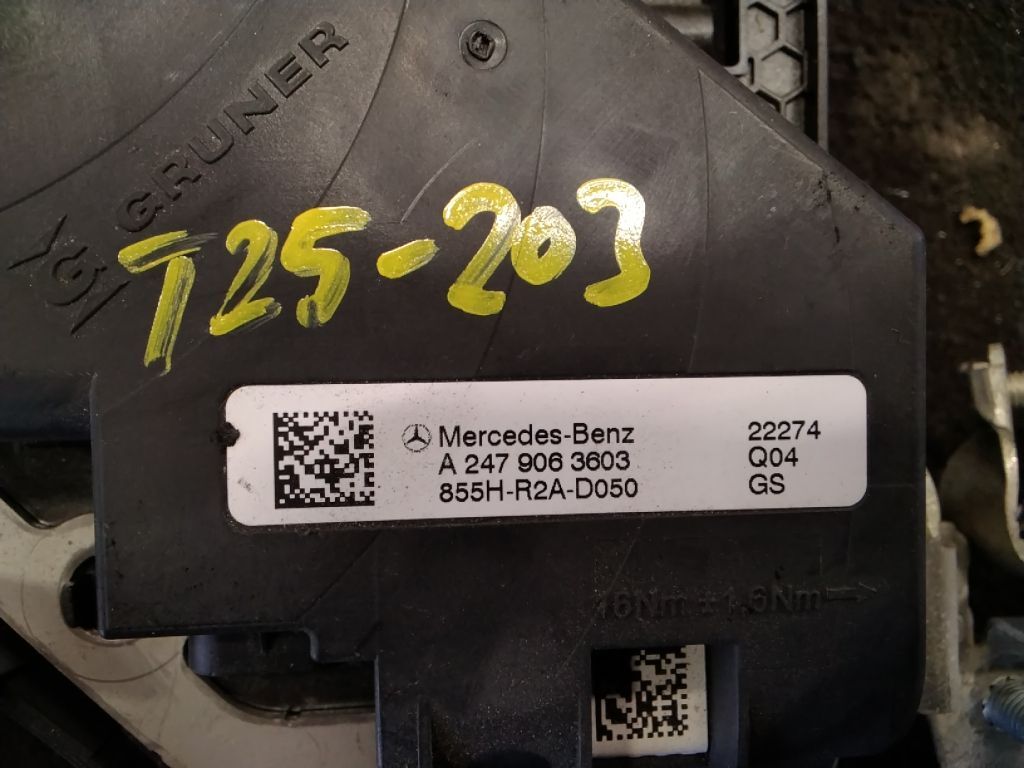 GRUNER
T25-203
Mercedes-Benz
A 247 906 3603
855H-R2A-D050
22274
Q04
GS
16Nm ±1.6Nm